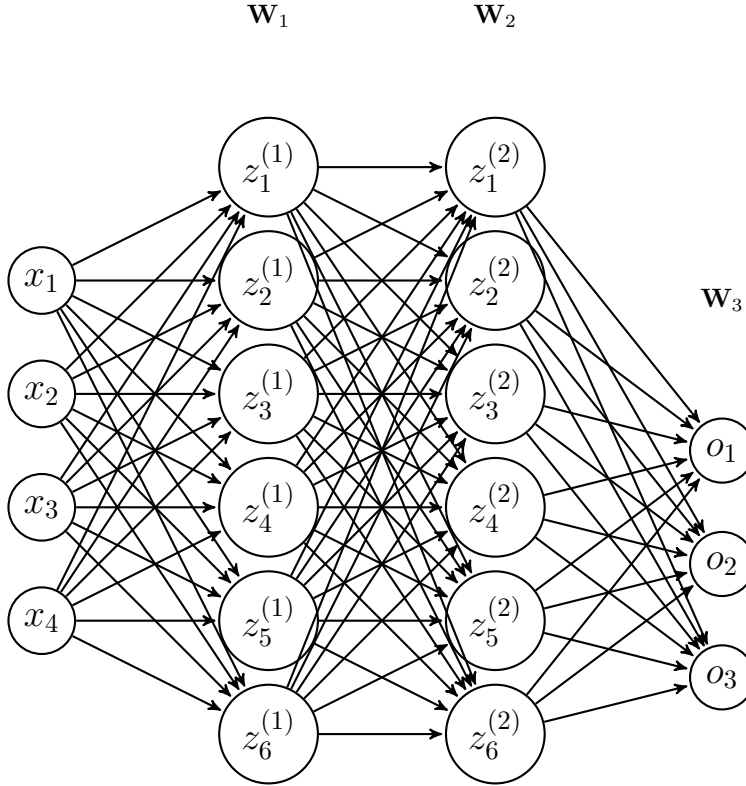 W₁
W₂
z₁⁽¹⁾
z₁⁽²⁾
x₁
z₂⁽¹⁾
z₂⁽²⁾
W₃
x₂
z₃⁽¹⁾
z₃⁽²⁾
o₁
x₃
z₄⁽¹⁾
z₄⁽²⁾
o₂
x₄
z₅⁽¹⁾
z₅⁽²⁾
o₃
z₆⁽¹⁾
z₆⁽²⁾